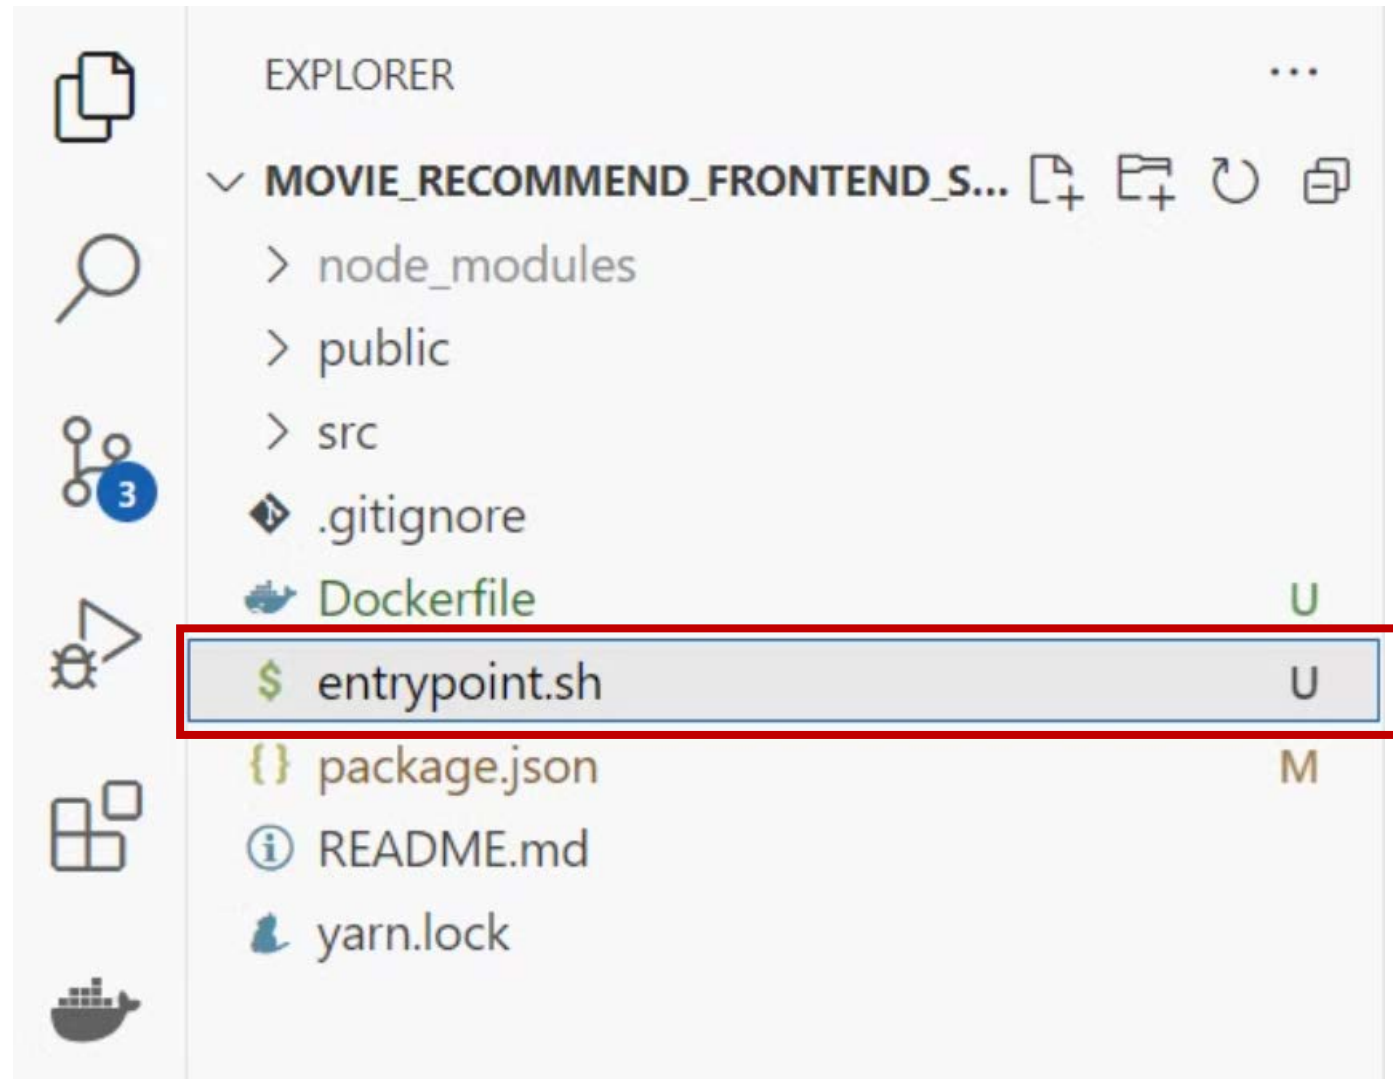 EXPLORER ...
MOVIE_RECOMMEND_FRONTEND_S...
node_modules
public
src
3
.gitignore
Dockerfile U
$ entrypoint.sh U
{} package.json M
README.md
yarn.lock